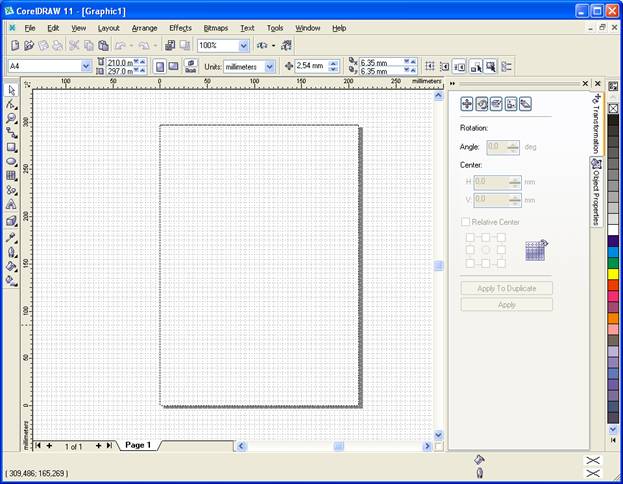 CorelDRAW 11 - [Graphic1]
File Edit View Layout Arrange Effects Bitmaps Text Tools Window Help
100%
A4 210.0 m 297.0 m Units: millimeters 2,54 mm 6.35 mm 6.35 mm
100 50 0 50 100 150 200 250 millimeters
300
250
200
150
100
50
0
millimeters
Rotation:
Angle: 0,0 deg
Center:
H: 0,0 mm
V: 0,0 mm
Relative Center
Apply To Duplicate
Apply
Transformation
Object Properties
1 of 1 Page 1
( 309,486; 165,269 )